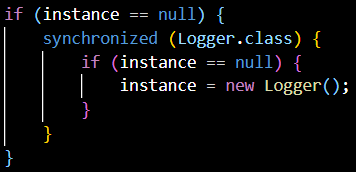 if (instance == null) {
    synchronized (Logger.class) {
        if (instance == null) {
            instance = new Logger();
        }
    }
}